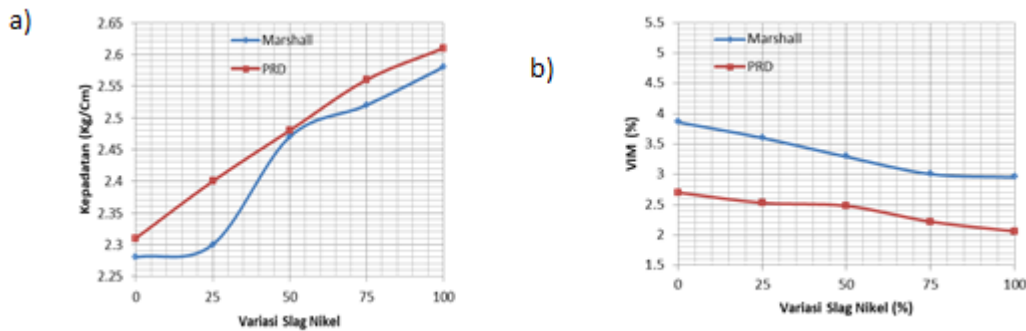 a)
2.65
2.6
2.55
2.5
2.45
2.4
2.35
2.3
2.25
Kepadatan (Kg/Cm)
Marshall
PRD
0 25 50 75 100
Variasi Slag Nikel
b)
5.5
5
4.5
4
3.5
3
2.5
2
1.5
VIM (%)
Marshall
PRD
0 25 50 75 100
Variasi Slag Nikel (%)